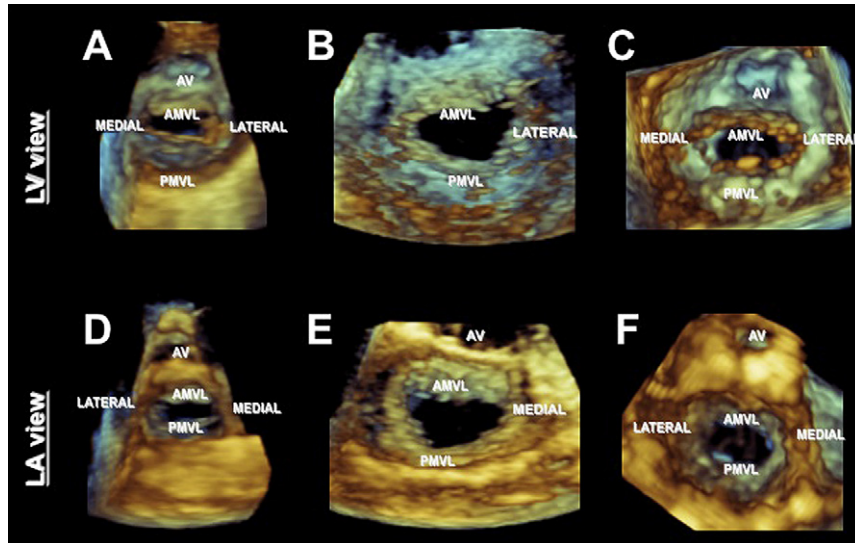 LV view
A
AV
AMVL
MEDIAL LATERAL
PMVL
B
AMVL
LATERAL
PMVL
C
AV
MEDIAL AMVL LATERAL
PMVL
LA view
D
AV
AMVL
LATERAL MEDIAL
PMVL
E
AV
AMVL
MEDIAL
PMVL
F
AV
AMVL
LATERAL MEDIAL
PMVL